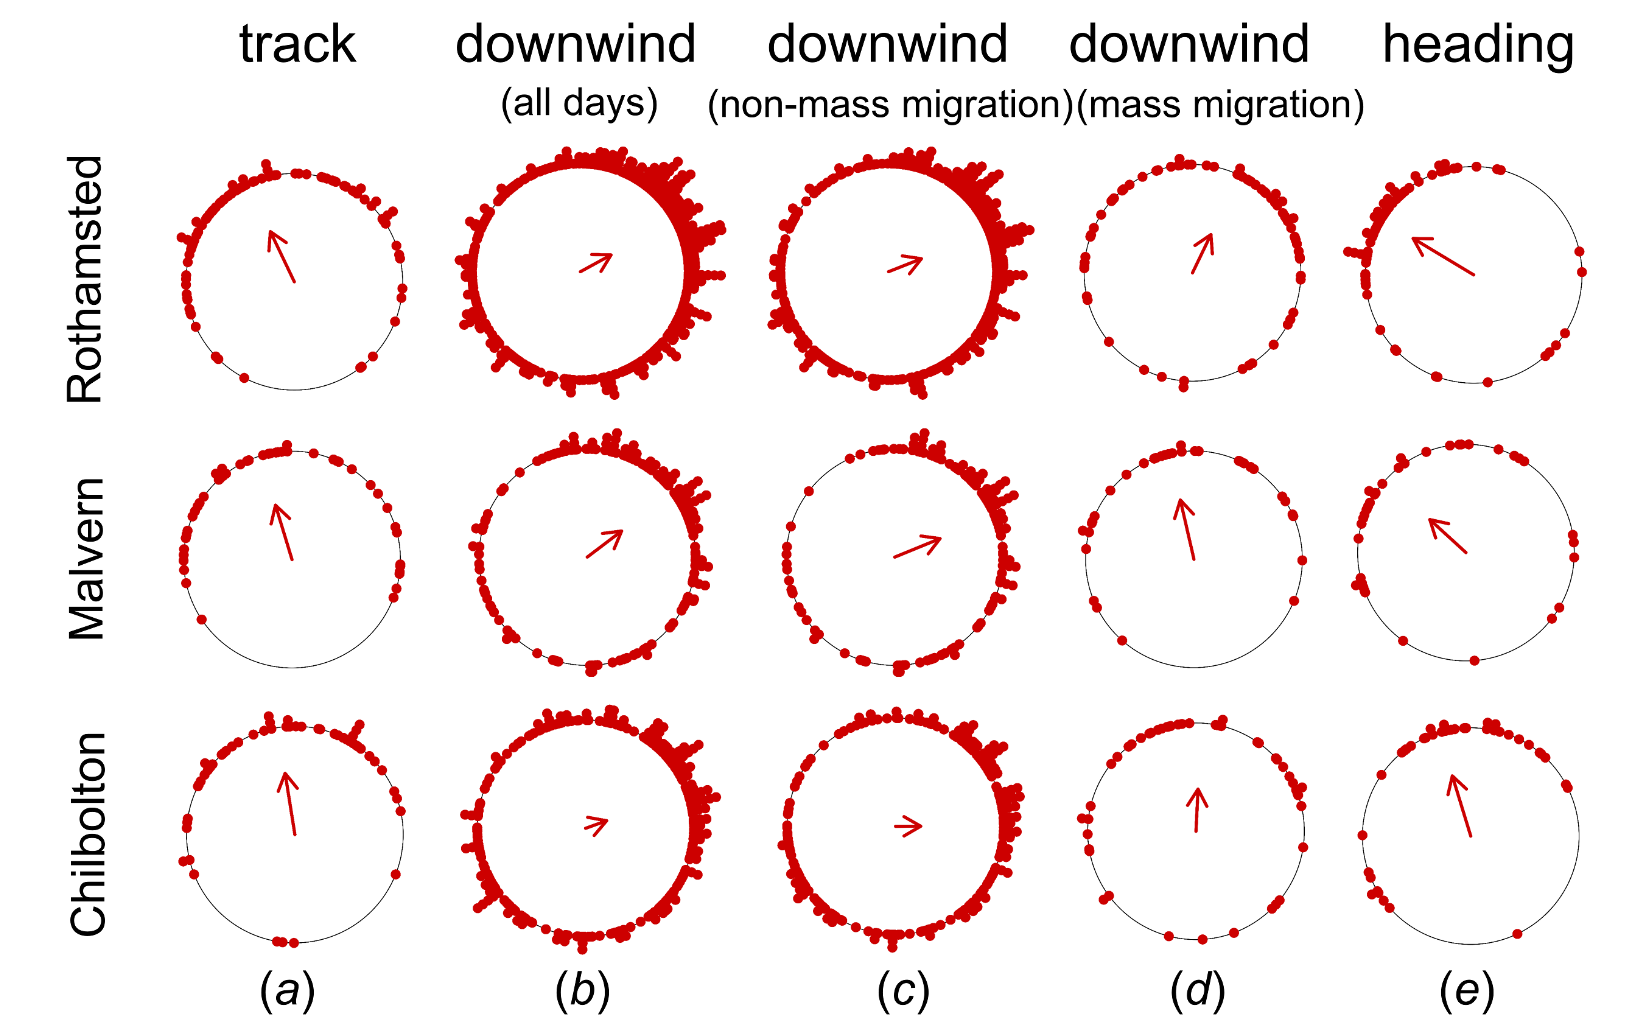 track downwind downwind downwind heading
(all days) (non-mass migration) (mass migration)
Rothamsted
Malvern
Chilbolton
(a) (b) (c) (d) (e)